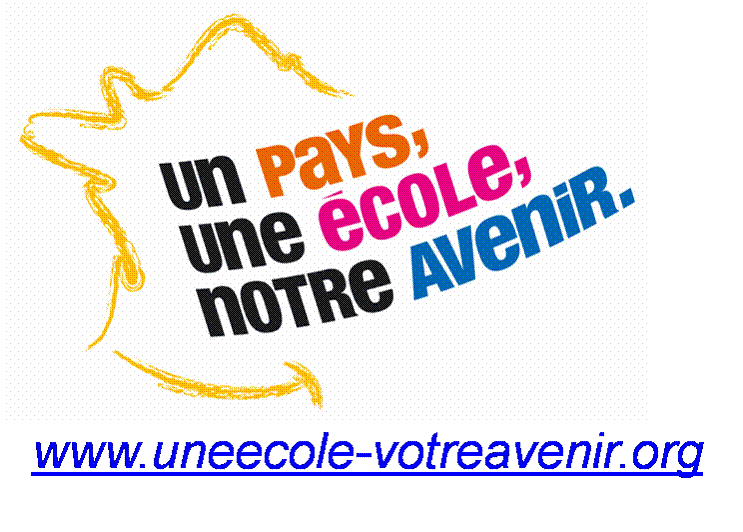 un pays,
une école,
notre avenir.
www.uneecole-votreavenir.org